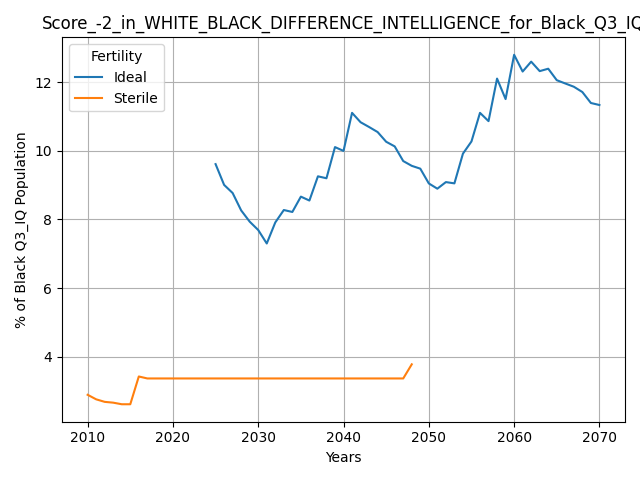 Score_-2_in_WHITE_BLACK_DIFFERENCE_INTELLIGENCE_for_Black_Q3_IQ
Fertility
Ideal
Sterile
% of Black Q3_IQ Population
12
10
8
6
4
2010 2020 2030 2040 2050 2060 2070
Years